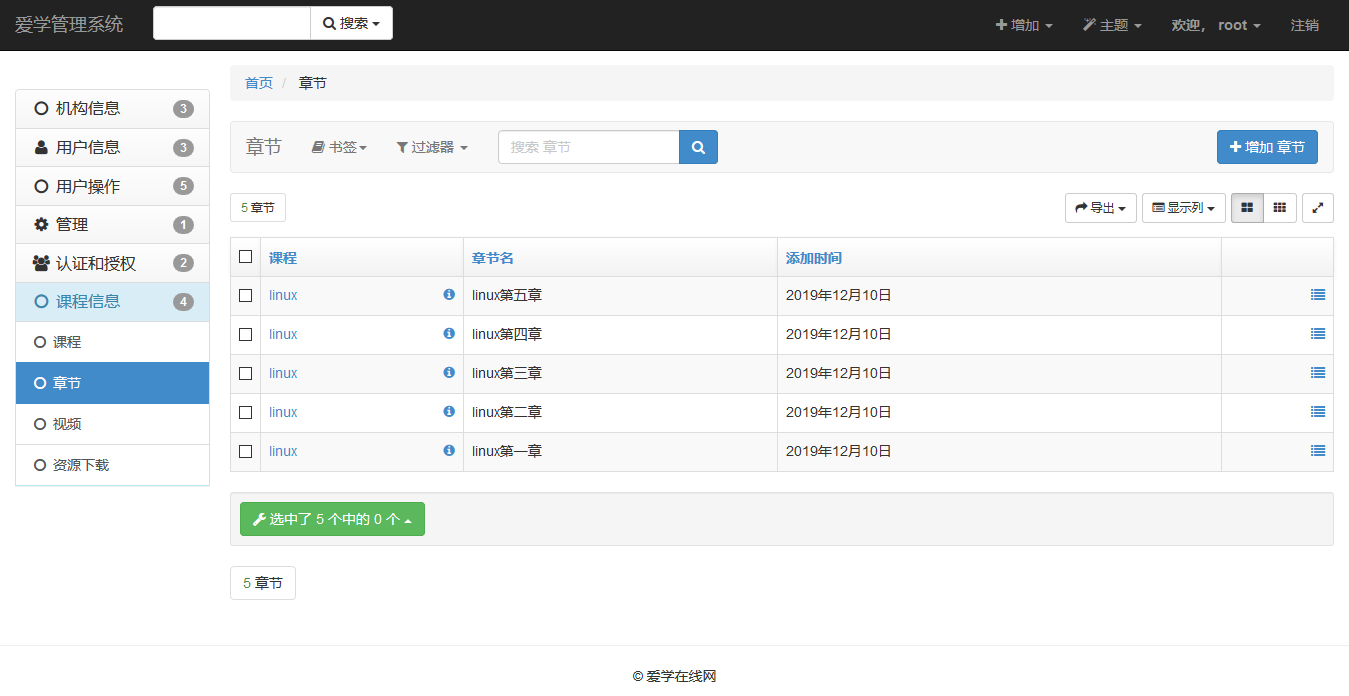 爱学管理系统 搜索 增加 主题 欢迎， root 注销
首页 / 章节
机构信息 3
用户信息 3
用户操作 5
管理 1
认证和授权 2
课程信息 4
课程
章节
视频
资源下载
章节 书签 过滤器 搜索 章节 增加 章节
5 章节 导出 显示列
课程 章节名 添加时间
linux linux第五章 2019年12月10日
linux linux第四章 2019年12月10日
linux linux第三章 2019年12月10日
linux linux第二章 2019年12月10日
linux linux第一章 2019年12月10日
选中了 5 个中的 0 个
5 章节
© 爱学在线网